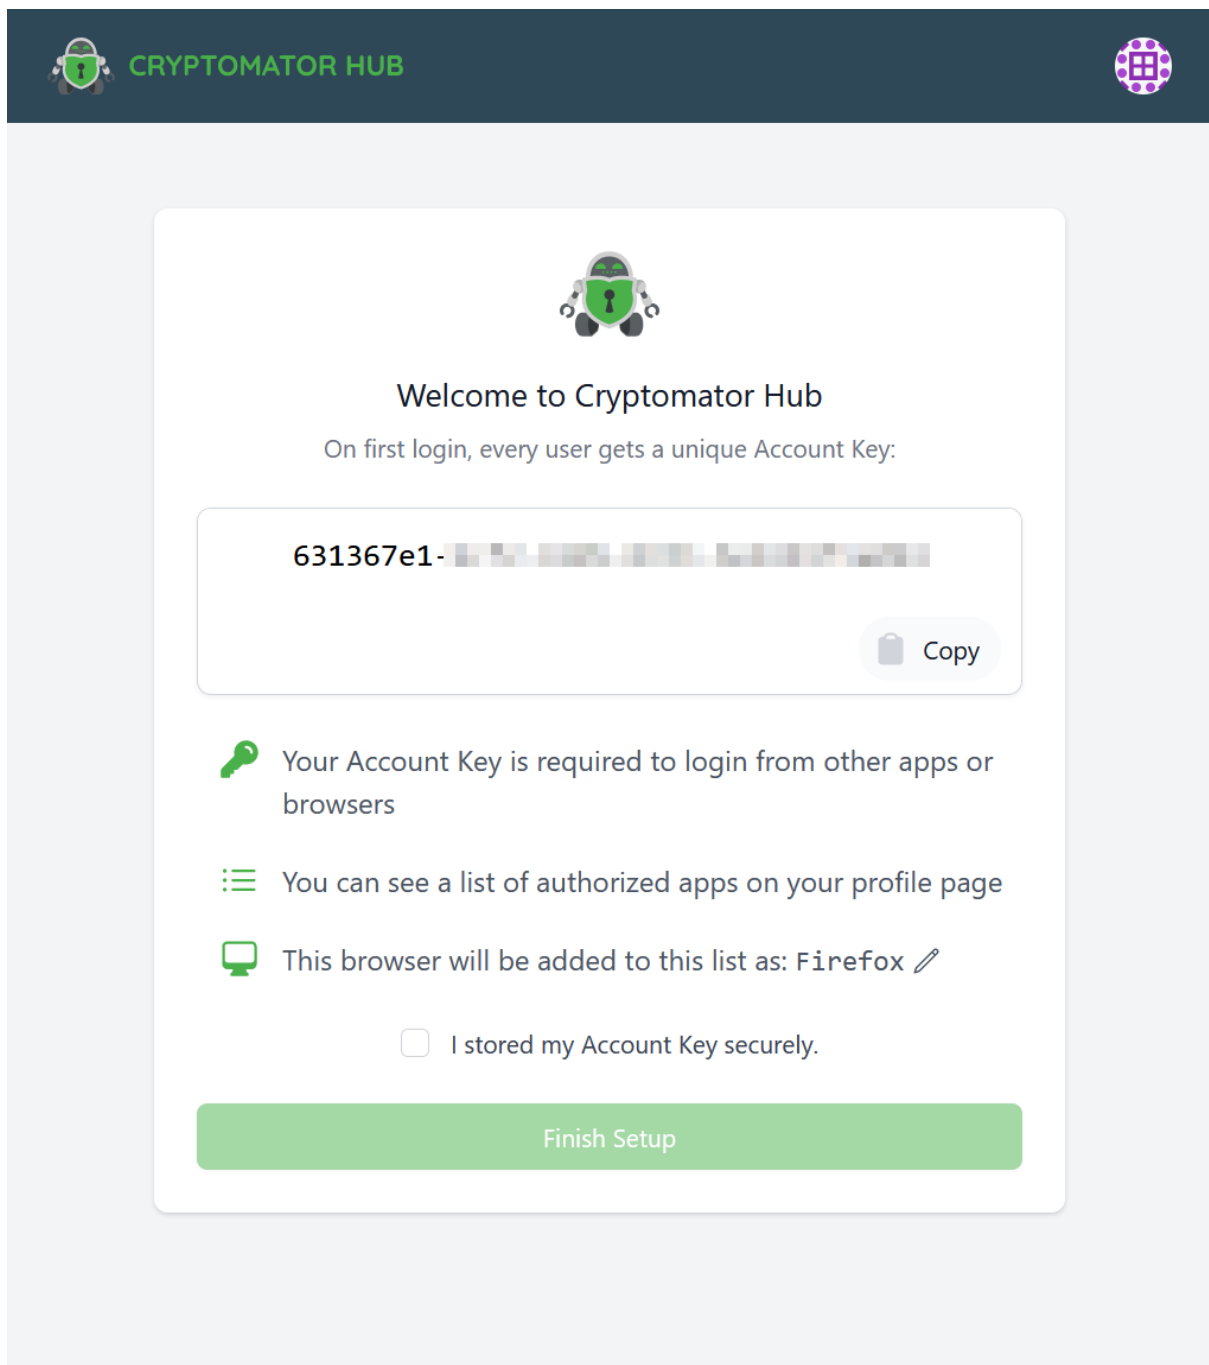 CRYPTOMATOR HUB
Welcome to Cryptomator Hub
On first login, every user gets a unique Account Key:
631367e1-
Copy
Your Account Key is required to login from other apps or
browsers
You can see a list of authorized apps on your profile page
This browser will be added to this list as: Firefox
I stored my Account Key securely.
Finish Setup